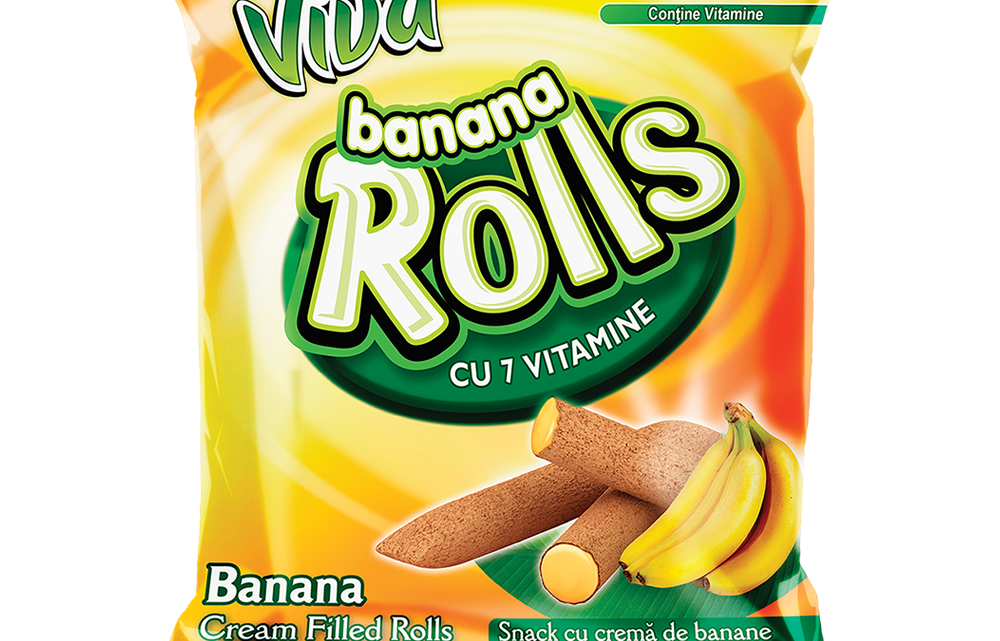 Viva
Conține Vitamine
banana
Rolls
CU 7 VITAMINE
Banana
Cream Filled Rolls
Snack cu cremă de banane